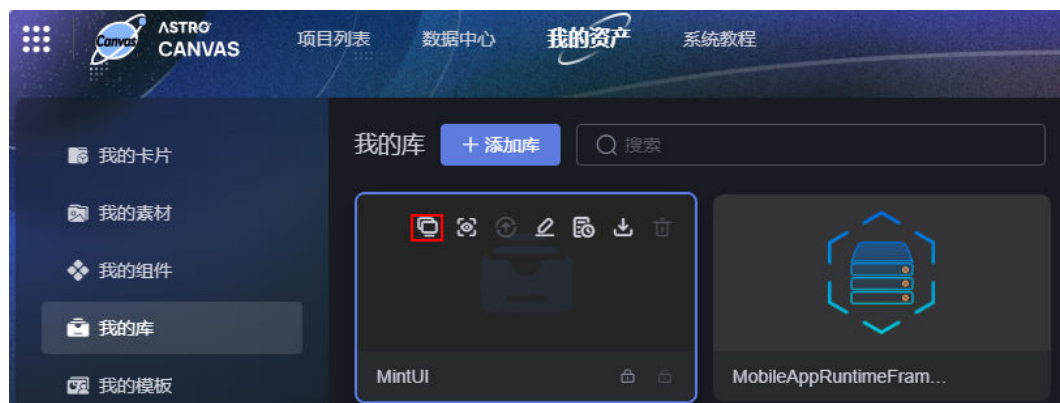 Canvas ASTRO CANVAS 项目列表 数据中心 我的资产 系统教程
我的卡片
我的素材
我的组件
我的库
我的模板
我的库 + 添加库 搜索
MintUI
MobileAppRuntimeFram...